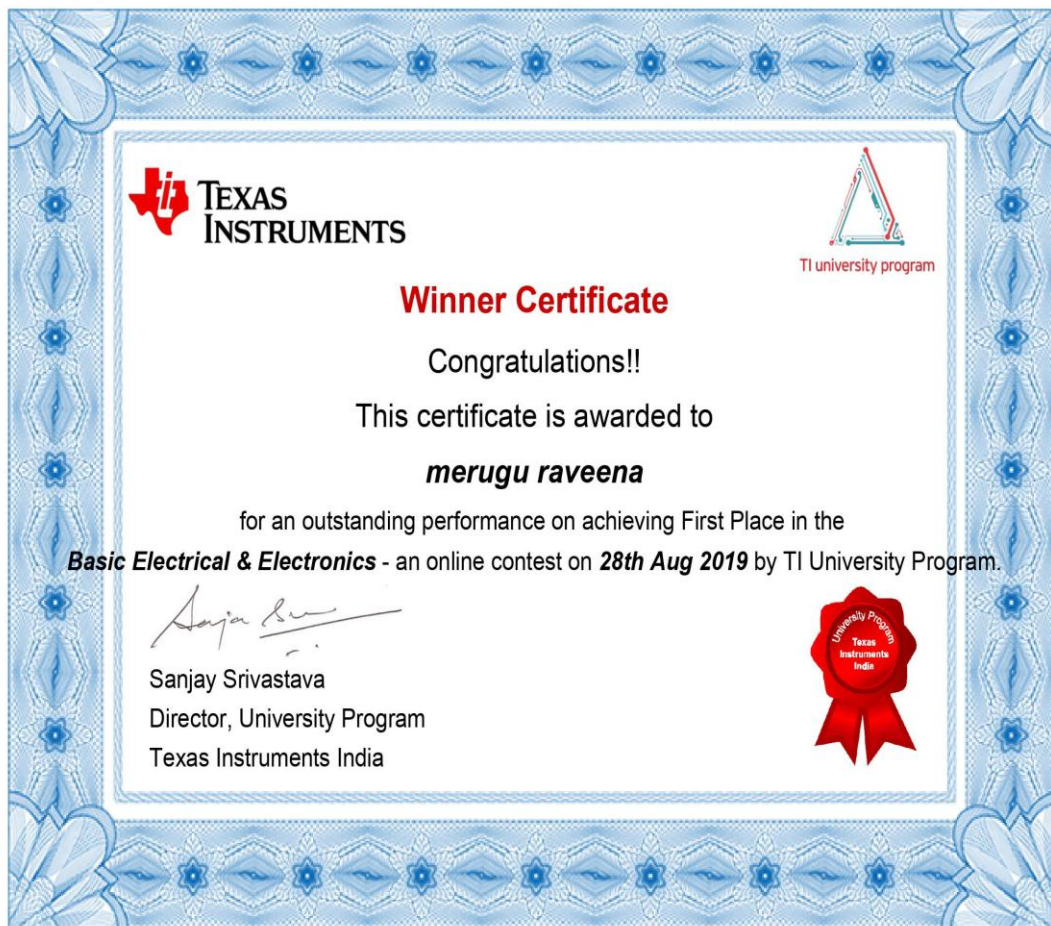 TEXAS
INSTRUMENTS
TI university program
Winner Certificate
Congratulations!!
This certificate is awarded to
merugu raveena
for an outstanding performance on achieving First Place in the
Basic Electrical & Electronics - an online contest on 28th Aug 2019 by TI University Program.
Sanjay Srivastava
Director, University Program
Texas Instruments India
University Program
Texas
Instruments
India